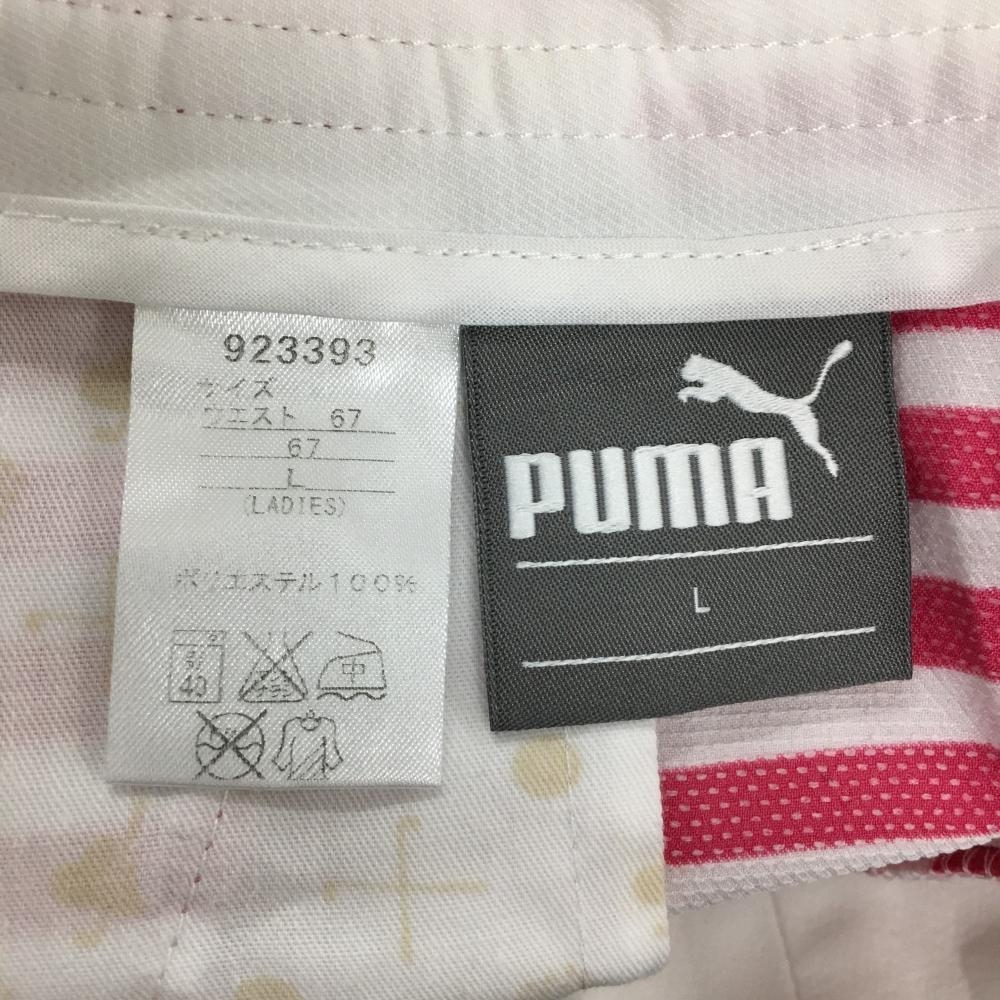 923393
サイズ
ウエスト 67
67
L
(LADIES)
ポリエステル100%
40
中
PUMA
L